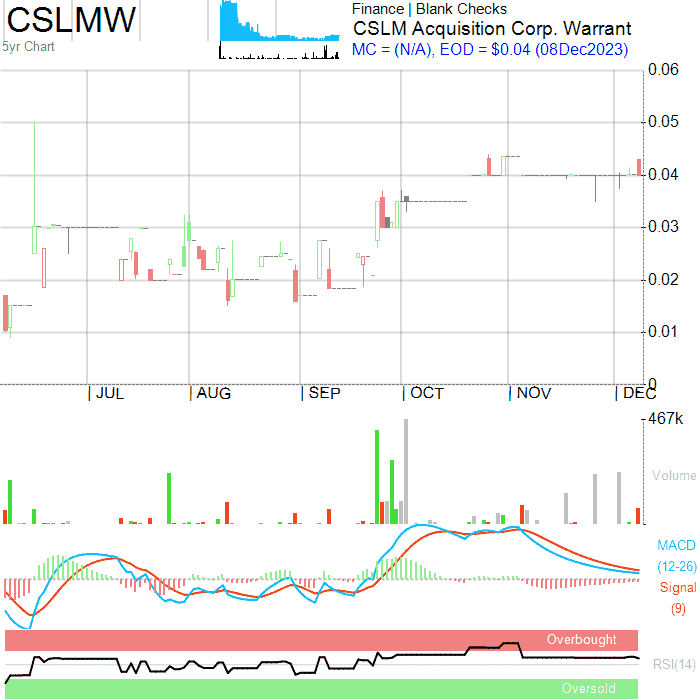 CSLMW
5yr Chart
Finance | Blank Checks
CSLM Acquisition Corp. Warrant
MC = (N/A), EOD = $0.04 (08Dec2023)
0.06
0.05
0.04
0.03
0.02
0.01
0
JUL AUG SEP OCT NOV DEC
467k
Volume
MACD
(12-26)
Signal
(9)
Overbought
RSI(14)
Oversold